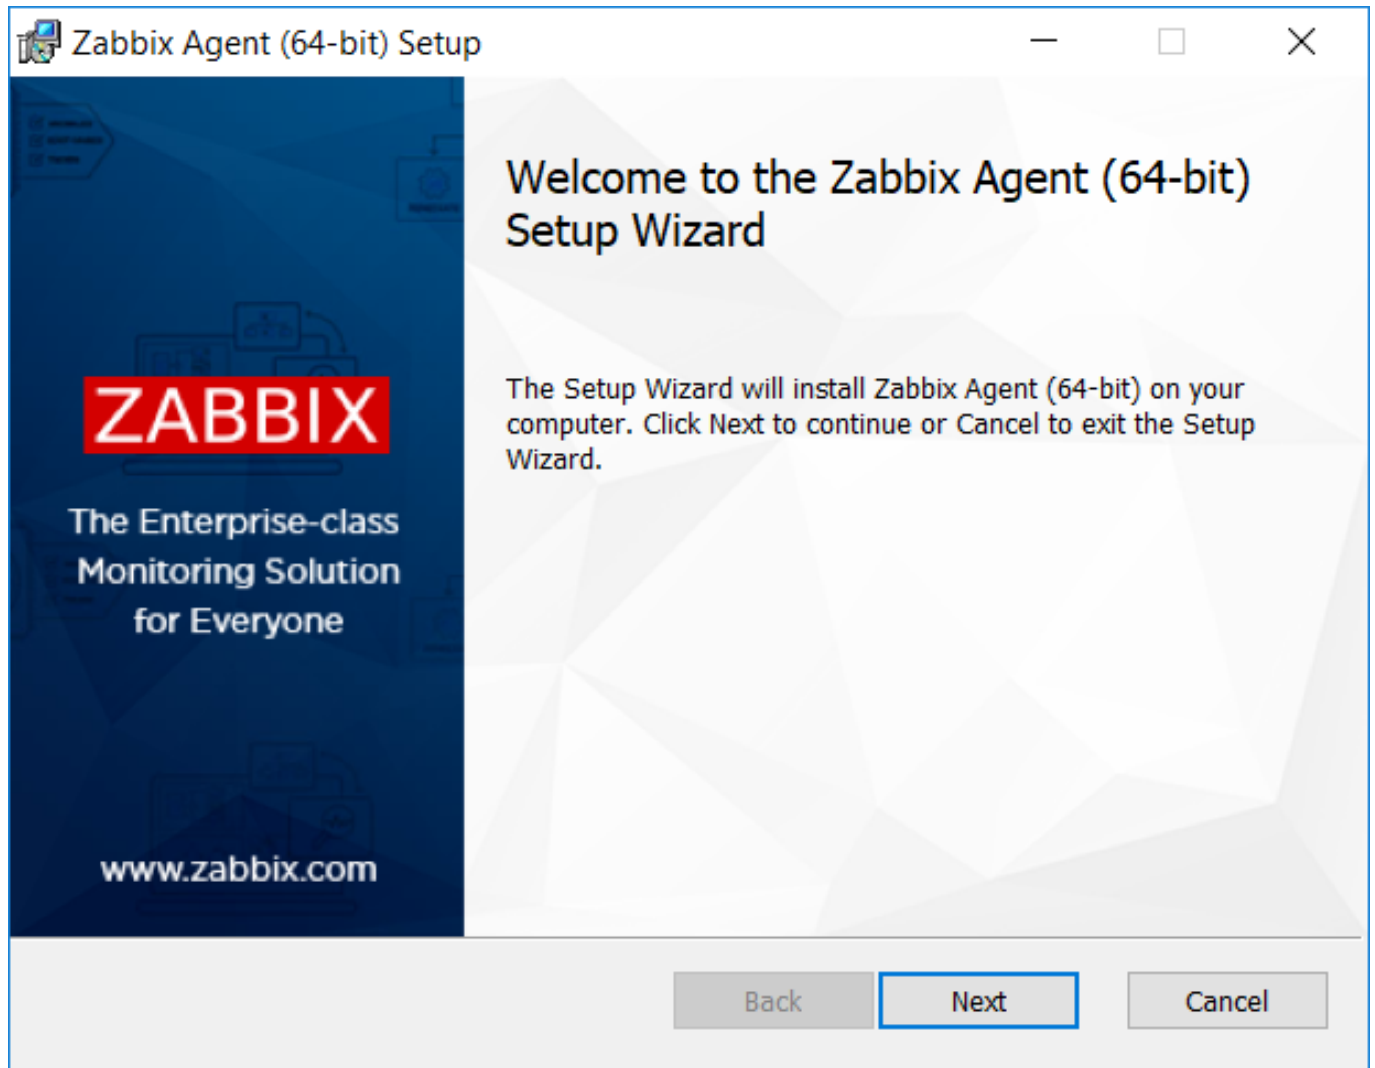 Zabbix Agent (64-bit) Setup
Welcome to the Zabbix Agent (64-bit)
Setup Wizard
The Setup Wizard will install Zabbix Agent (64-bit) on your
computer. Click Next to continue or Cancel to exit the Setup
Wizard.
ZABBIX
The Enterprise-class
Monitoring Solution
for Everyone
www.zabbix.com
Back
Next
Cancel